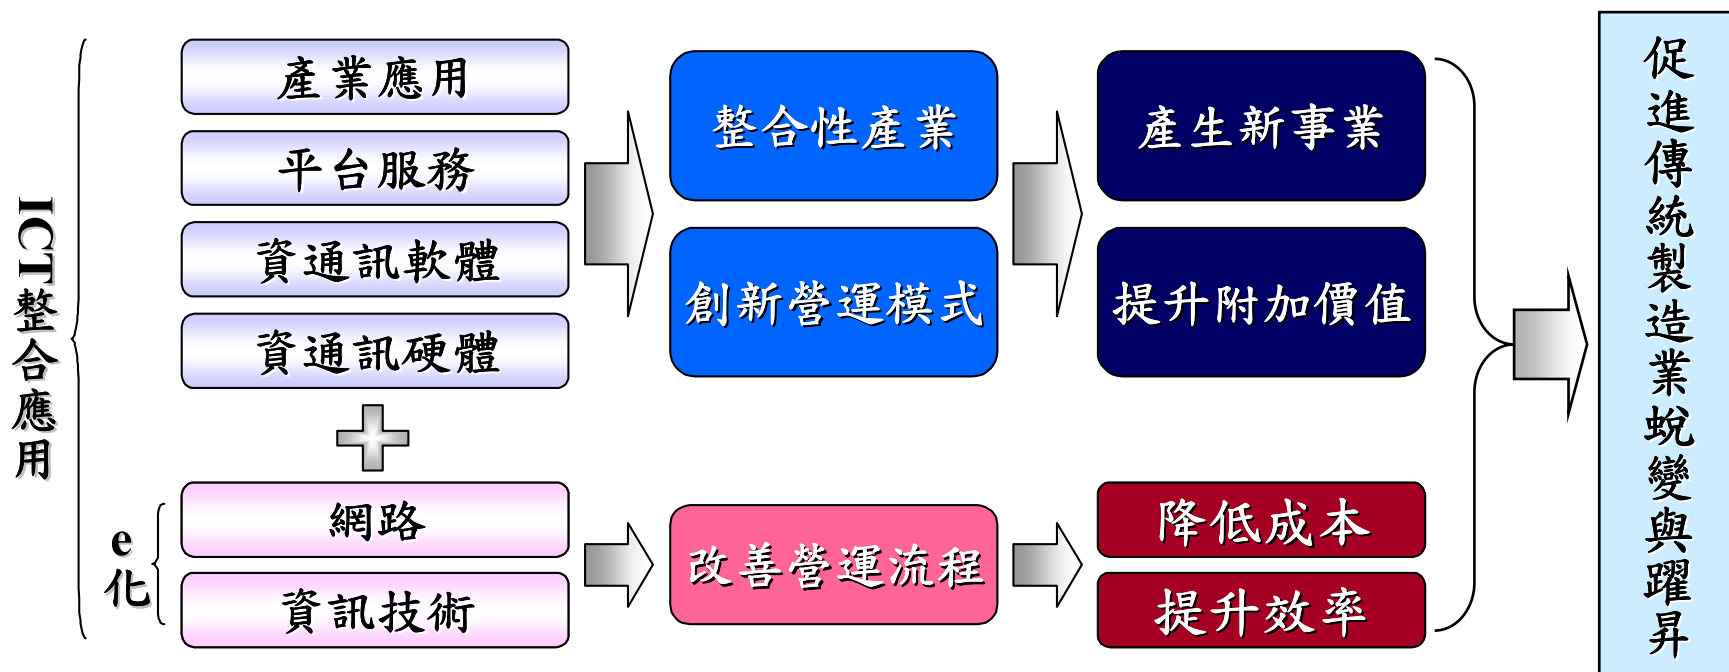 ICT整合應用
產業應用
平台服務
資通訊軟體
資通訊硬體
e化
網路
資訊技術
整合性產業
創新營運模式
改善營運流程
產生新事業
提升附加價值
降低成本
提升效率
促進傳統製造業蛻變與躍昇